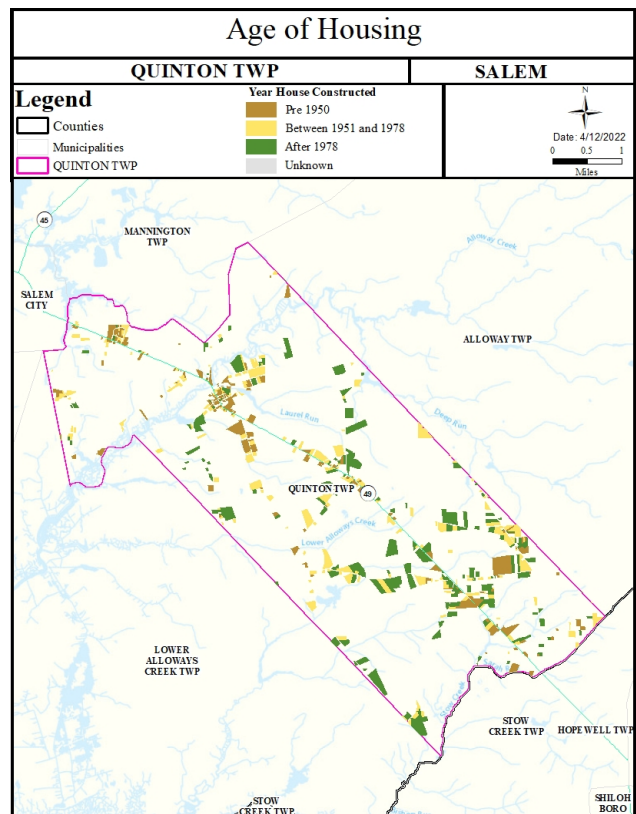 Age of Housing
QUINTON TWP
SALEM
Legend
Counties
Municipalities
QUINTON TWP
Year House Constructed
Pre 1950
Between 1951 and 1978
After 1978
Unknown
N
Date: 4/12/2022
0 0.5 1
Miles
45
MANNINGTON
TWP
Alloway Creek
SALEM
CITY
ALLOWAY TWP
Laurel Run
Deep Run
QUINTON TWP
49
Lower Alloways Creek
LOWER
ALLOWAYS
CREEK TWP
Stow Creek
STOW
CREEK TWP
HOPEWELL TWP
STOW
CREEK TWP
SHILOH
BORO